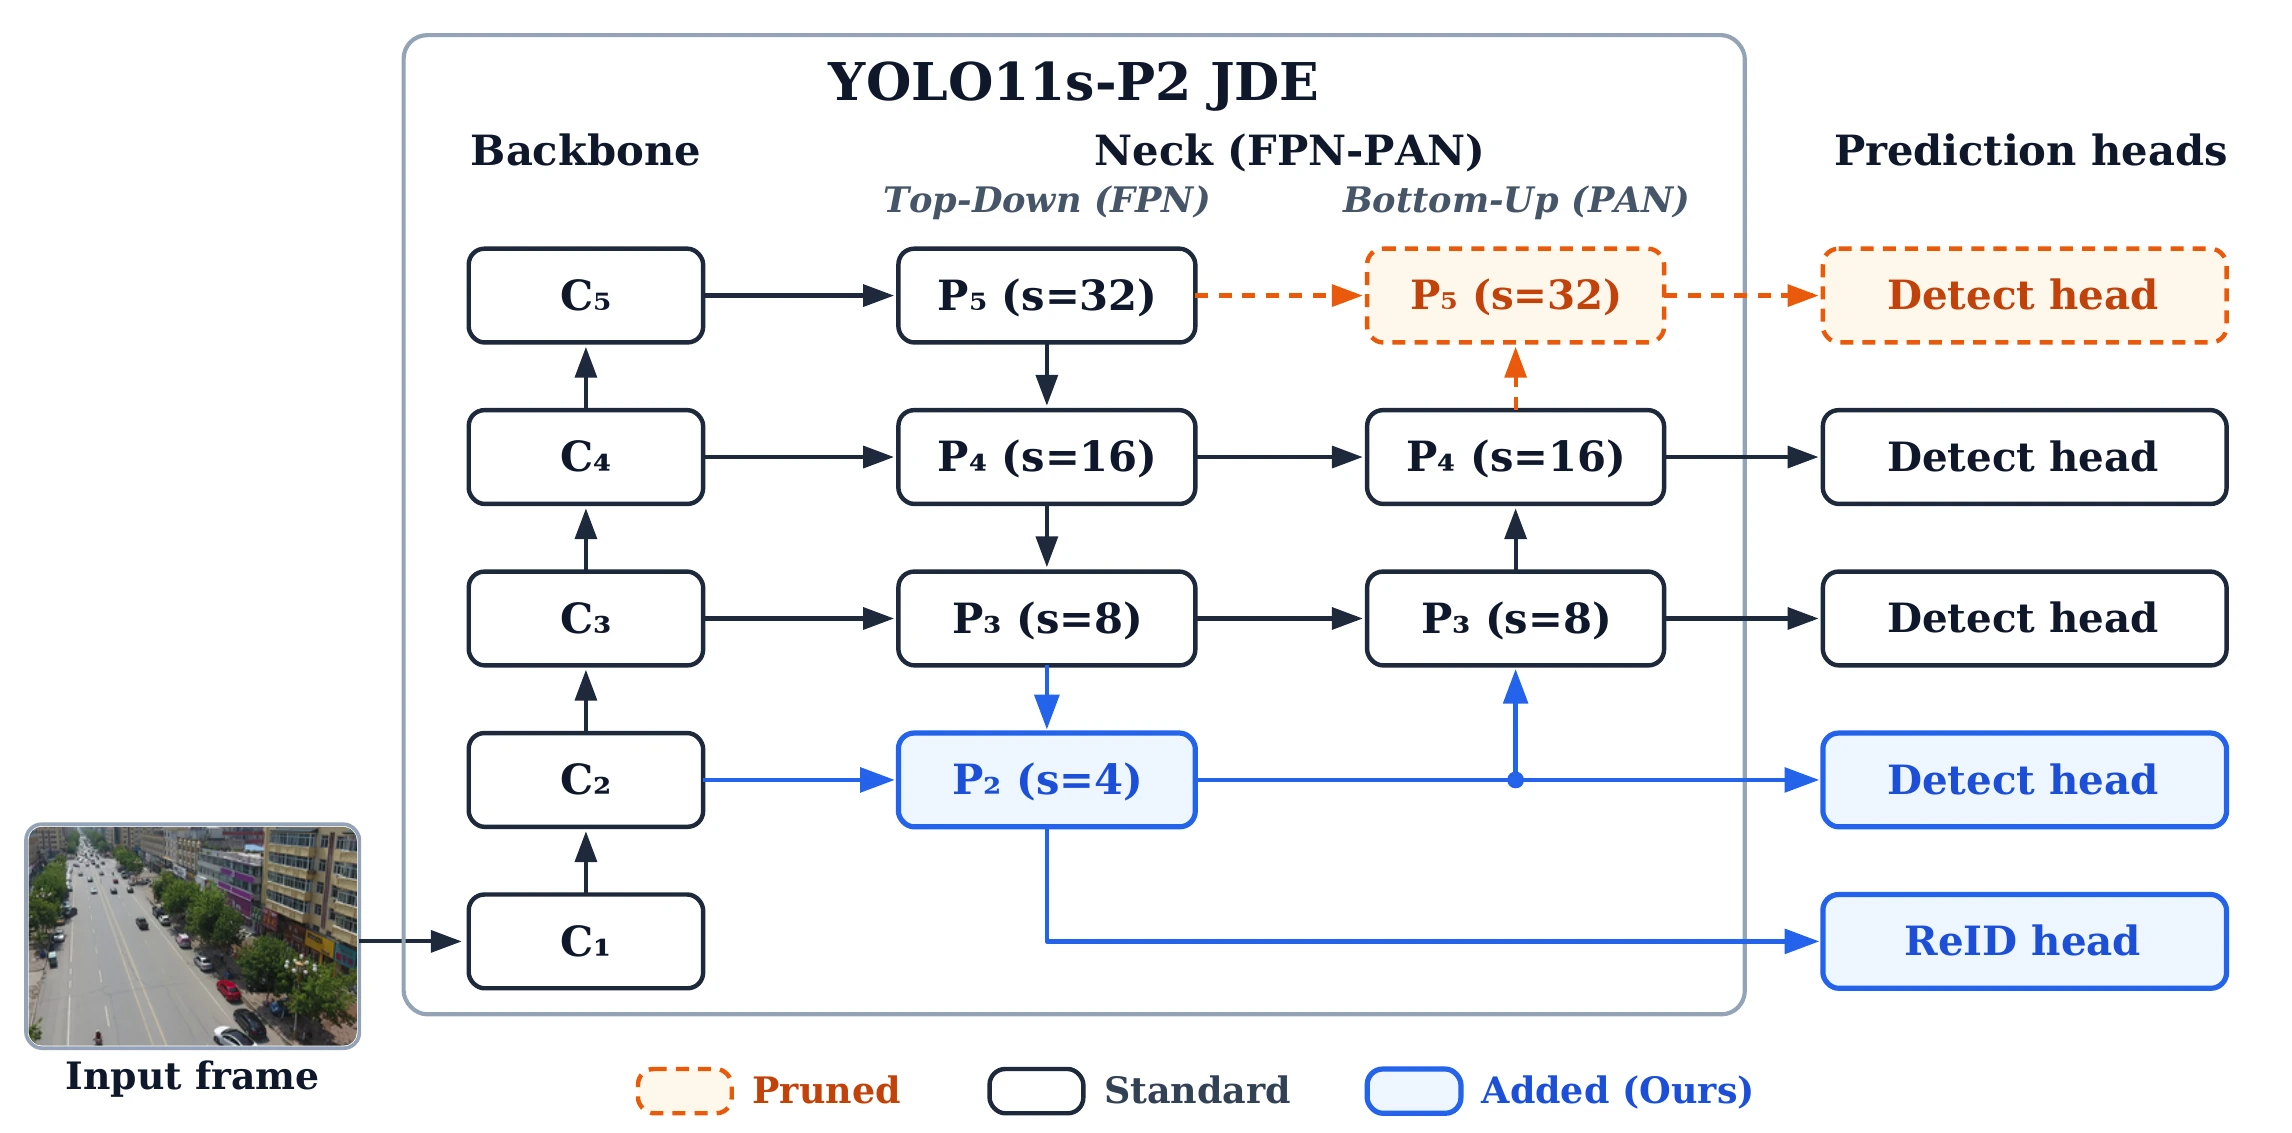 YOLO11s-P2 JDE
Backbone
Neck (FPN-PAN)
Prediction heads
Top-Down (FPN)
Bottom-Up (PAN)
C₅
P₅ (s=32)
P₅ (s=32)
Detect head
C₄
P₄ (s=16)
P₄ (s=16)
Detect head
C₃
P₃ (s=8)
P₃ (s=8)
Detect head
C₂
P₂ (s=4)
Detect head
C₁
ReID head
Input frame
Pruned
Standard
Added (Ours)